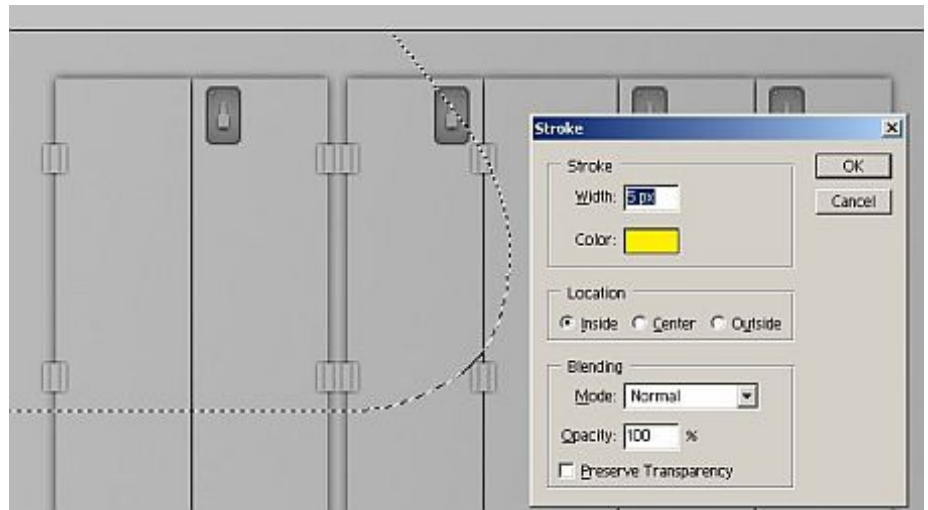 Stroke
Stroke
OK
Width: 5 px
Cancel
Color:
Location
Inside Center Outside
Blending
Mode: Normal
Opacity: 100 %
Preserve Transparency